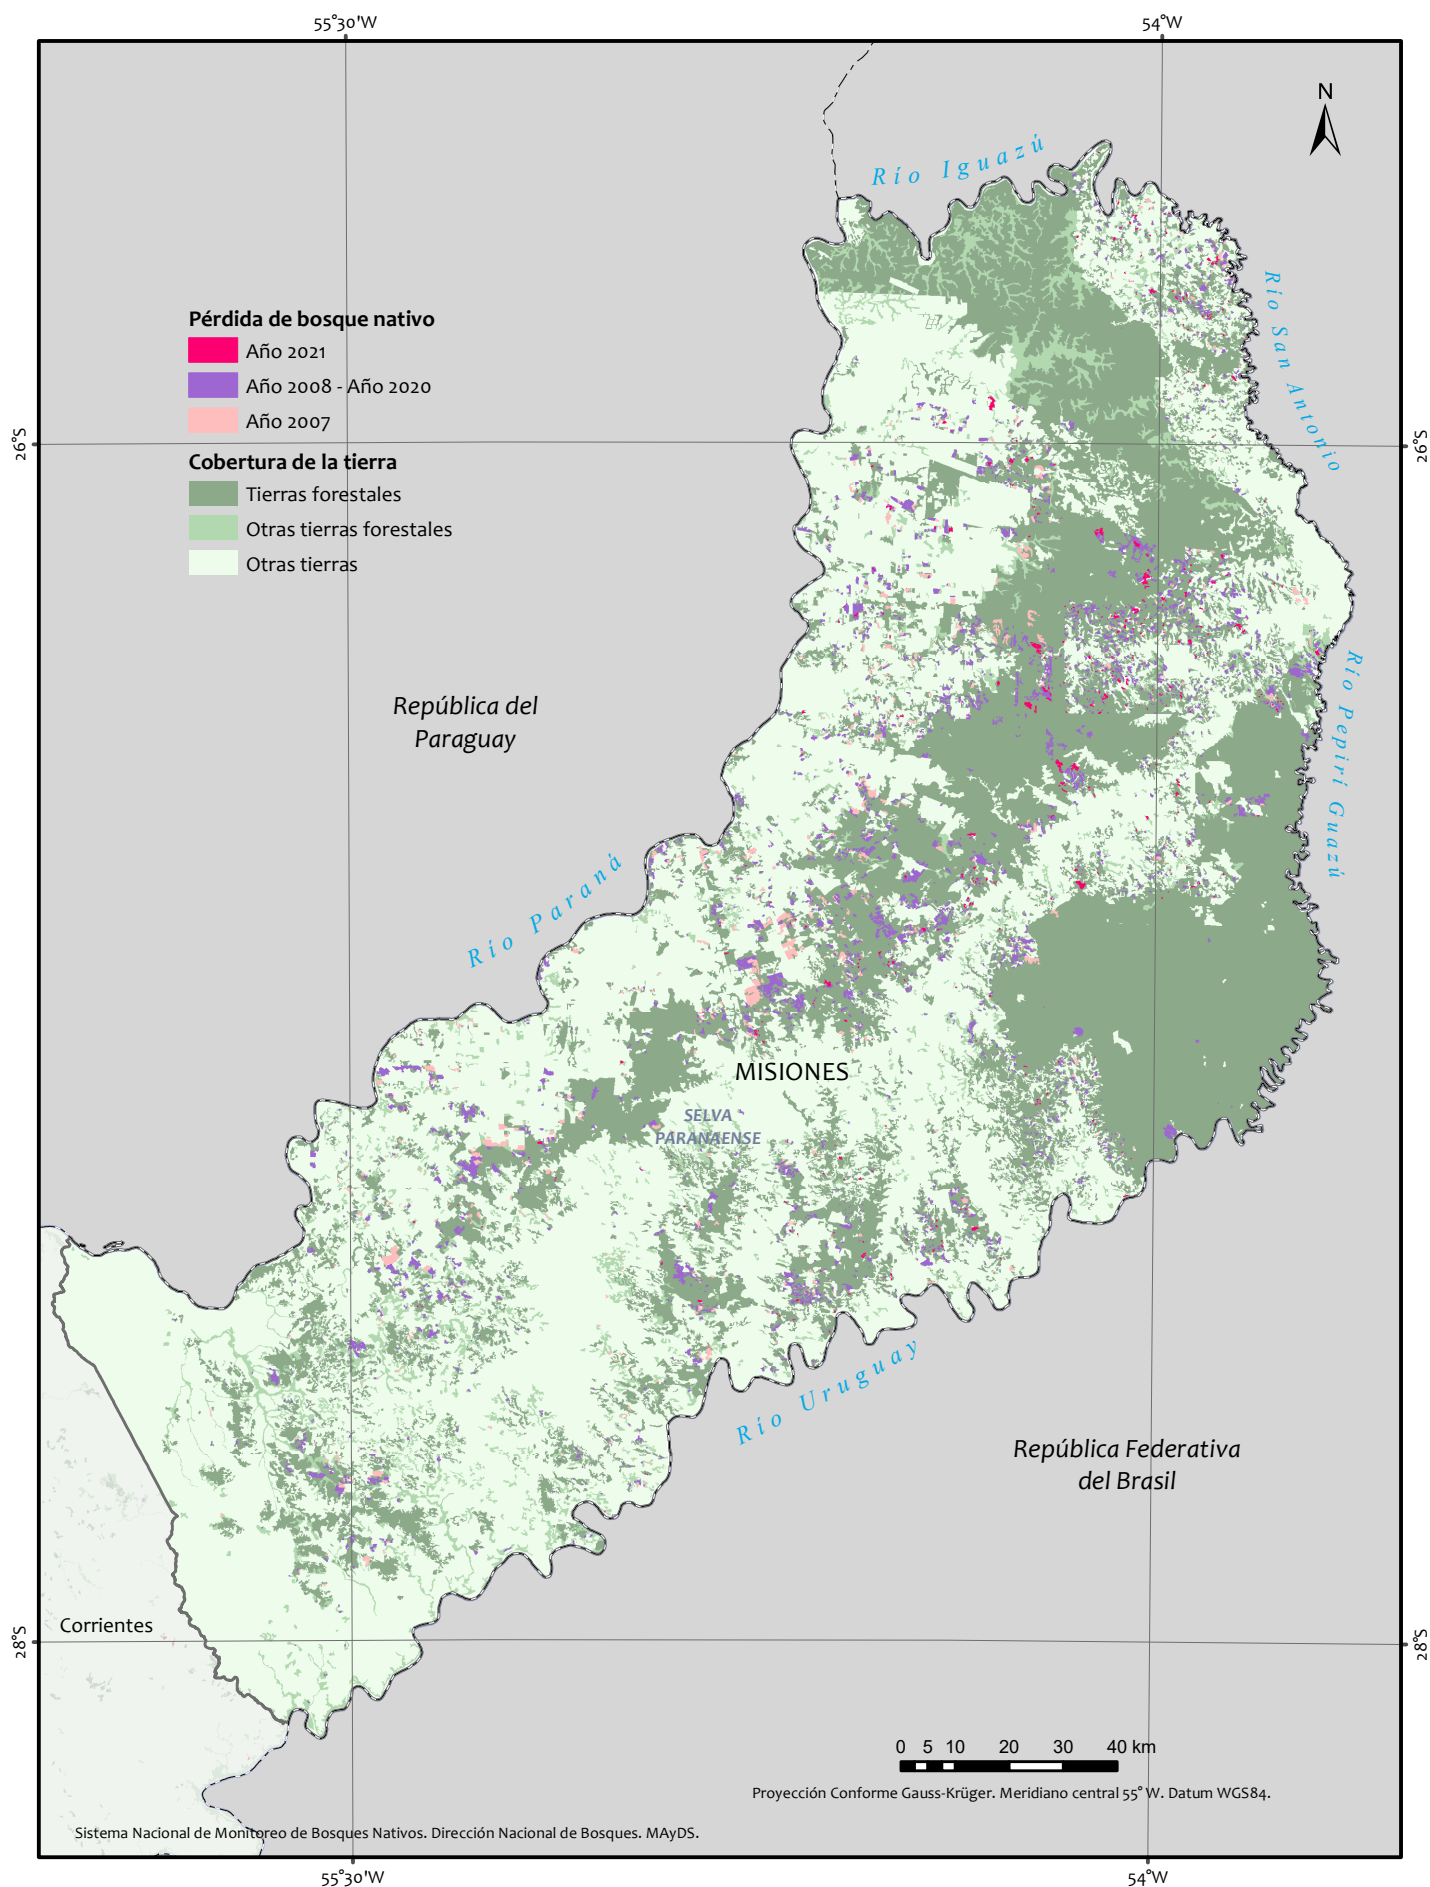 55°30'W
54°W
N
Río Iguazú
Río San Antonio
Pérdida de bosque nativo
Año 2021
Año 2008 - Año 2020
Año 2007
Cobertura de la tierra
Tierras forestales
Otras tierras forestales
Otras tierras
26°S
26°S
República del
Paraguay
Río Pepirí Guazú
Río Paraná
MISIONES
SELVA
PARANAENSE
Río Uruguay
República Federativa
del Brasil
Corrientes
28°S
28°S
0 5 10 20 30 40 km
Proyección Conforme Gauss-Krüger. Meridiano central 55° W. Datum WGS84.
Sistema Nacional de Monitoreo de Bosques Nativos. Dirección Nacional de Bosques. MAyDS.
55°30'W
54°W